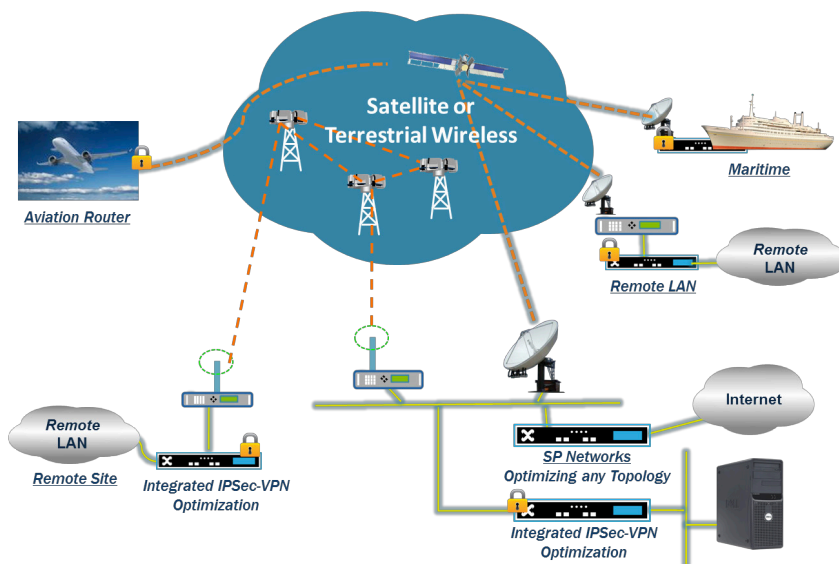 Satellite or
Terrestrial Wireless
Aviation Router
Maritime
Remote
LAN
Remote LAN
Remote
LAN
Remote Site
Integrated IPSec-VPN
Optimization
Internet
SP Networks
Optimizing any Topology
Integrated IPSec-VPN
Optimization